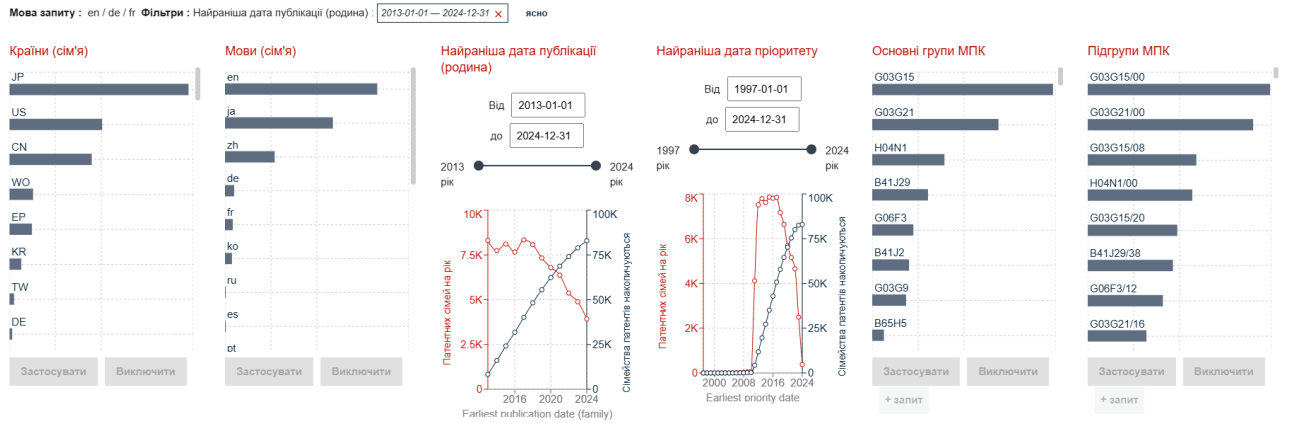 Мова запиту : en / de / fr Фільтри : Найраніша дата публікації (родина) : 2013-01-01 — 2024-12-31 × ясно
Країни (сім'я)
JP
US
CN
WO
EP
KR
TW
DE
Застосувати Виключити
Мови (сім'я)
en
ja
zh
de
fr
ko
ru
es
pt
Застосувати Виключити
Найраніша дата публікації
(родина)
Від 2013-01-01
до 2024-12-31
2013 2024
рік рік
Патентних сімей на рік
10K
7.5K
5K
2.5K
0
100K
75K
50K
25K
0
Сімейства патентів накопичуються
2016 2020 2024
Earliest publication date (family)
Найраніша дата пріоритету
Від 1997-01-01
до 2024-12-31
1997 2024
рік рік
Патентних сімей на рік
8K
6K
4K
2K
0
100K
75K
50K
25K
0
Сімейства патентів накопичуються
2000 2008 2016 2024
Earliest priority date
Основні групи МПК
G03G15
G03G21
H04N1
B41J29
G06F3
B41J2
G03G9
B65H5
Застосувати Виключити
+ запит
Підгрупи МПК
G03G15/00
G03G21/00
G03G15/08
H04N1/00
G03G15/20
B41J29/38
G06F3/12
G03G21/16
Застосувати Виключити
+ запит